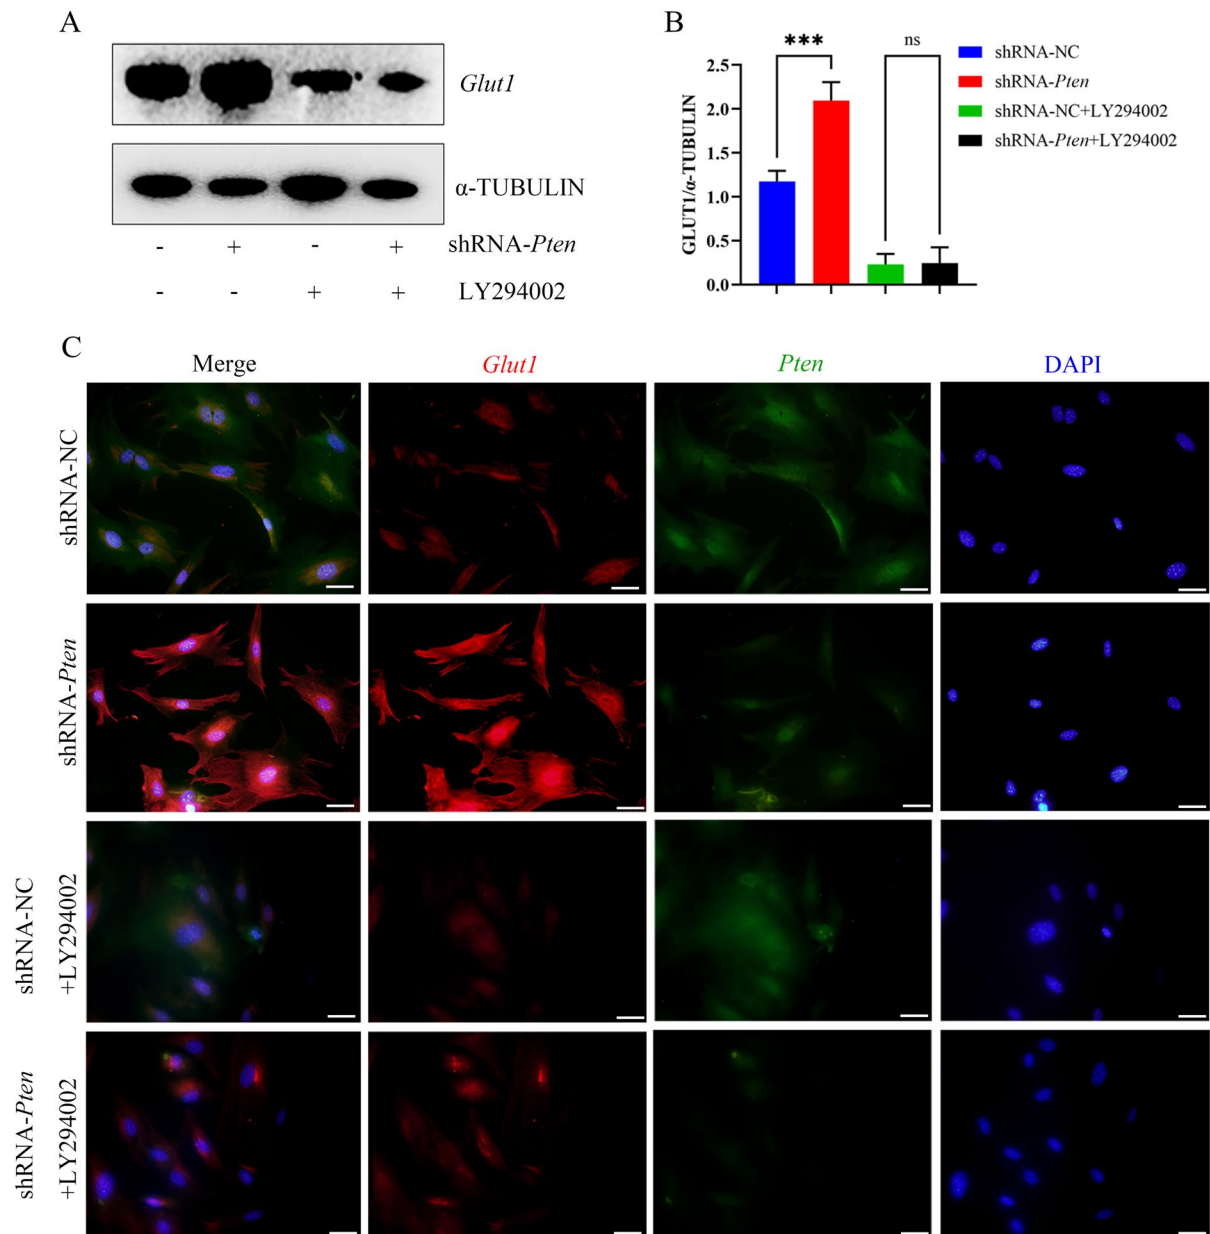 A
Glut1
α-TUBULIN
- + - + shRNA-Pten
- - + + LY294002
B
*** ns
GLUT1/α-TUBULIN
2.5
2.0
1.5
1.0
0.5
0.0
shRNA-NC
shRNA-Pten
shRNA-NC+LY294002
shRNA-Pten+LY294002
C
Merge Glut1 Pten DAPI
shRNA-NC
shRNA-Pten
shRNA-NC
+LY294002
shRNA-Pten
+LY294002